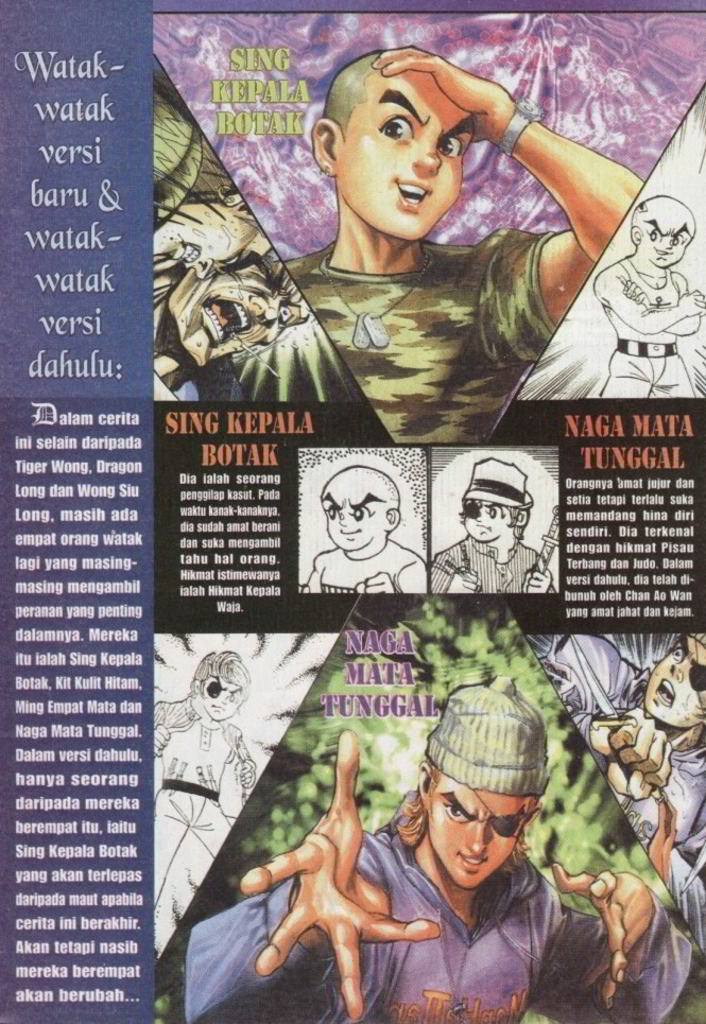 Watak-
watak
versi
baru &
watak-
watak
versi
dahulu:
Dalam cerita
ini selain daripada
Tiger Wong, Dragon
Long dan Wong Siu
Long, masih ada
empat orang watak
lagi yang masing-
masing mengambil
peranan yang penting
dalamnya. Mereka
itu ialah Sing Kepala
Botak, Kit Kulit Hitam,
Ming Empat Mata dan
Naga Mata Tunggal.
Dalam versi dahulu,
hanya seorang
daripada mereka
berempat itu, iaitu
Sing Kepala Botak
yang akan terlepas
daripada maut apabila
cerita ini berakhir.
Akan tetapi nasib
mereka berempat
akan berubah...
SING
KEPALA
BOTAK
SING KEPALA
BOTAK
Dia ialah seorang
penggilap kasut. Pada
waktu kanak-kanaknya,
dia sudah amat berani
dan suka mengambil
tahu hal orang.
Hikmat istimewanya
ialah Hikmat Kepala
Waja.
NAGA MATA
TUNGGAL
Orangnya amat jujur dan
setia tetapi terlalu suka
memandang hina diri
sendiri. Dia terkenal
dengan hikmat Pisau
Terbang dan Judo. Dalam
versi dahulu, dia telah di-
bunuh oleh Chan Ao Wan
yang amat jahat dan kejam.
NAGA
MATA
TUNGGAL